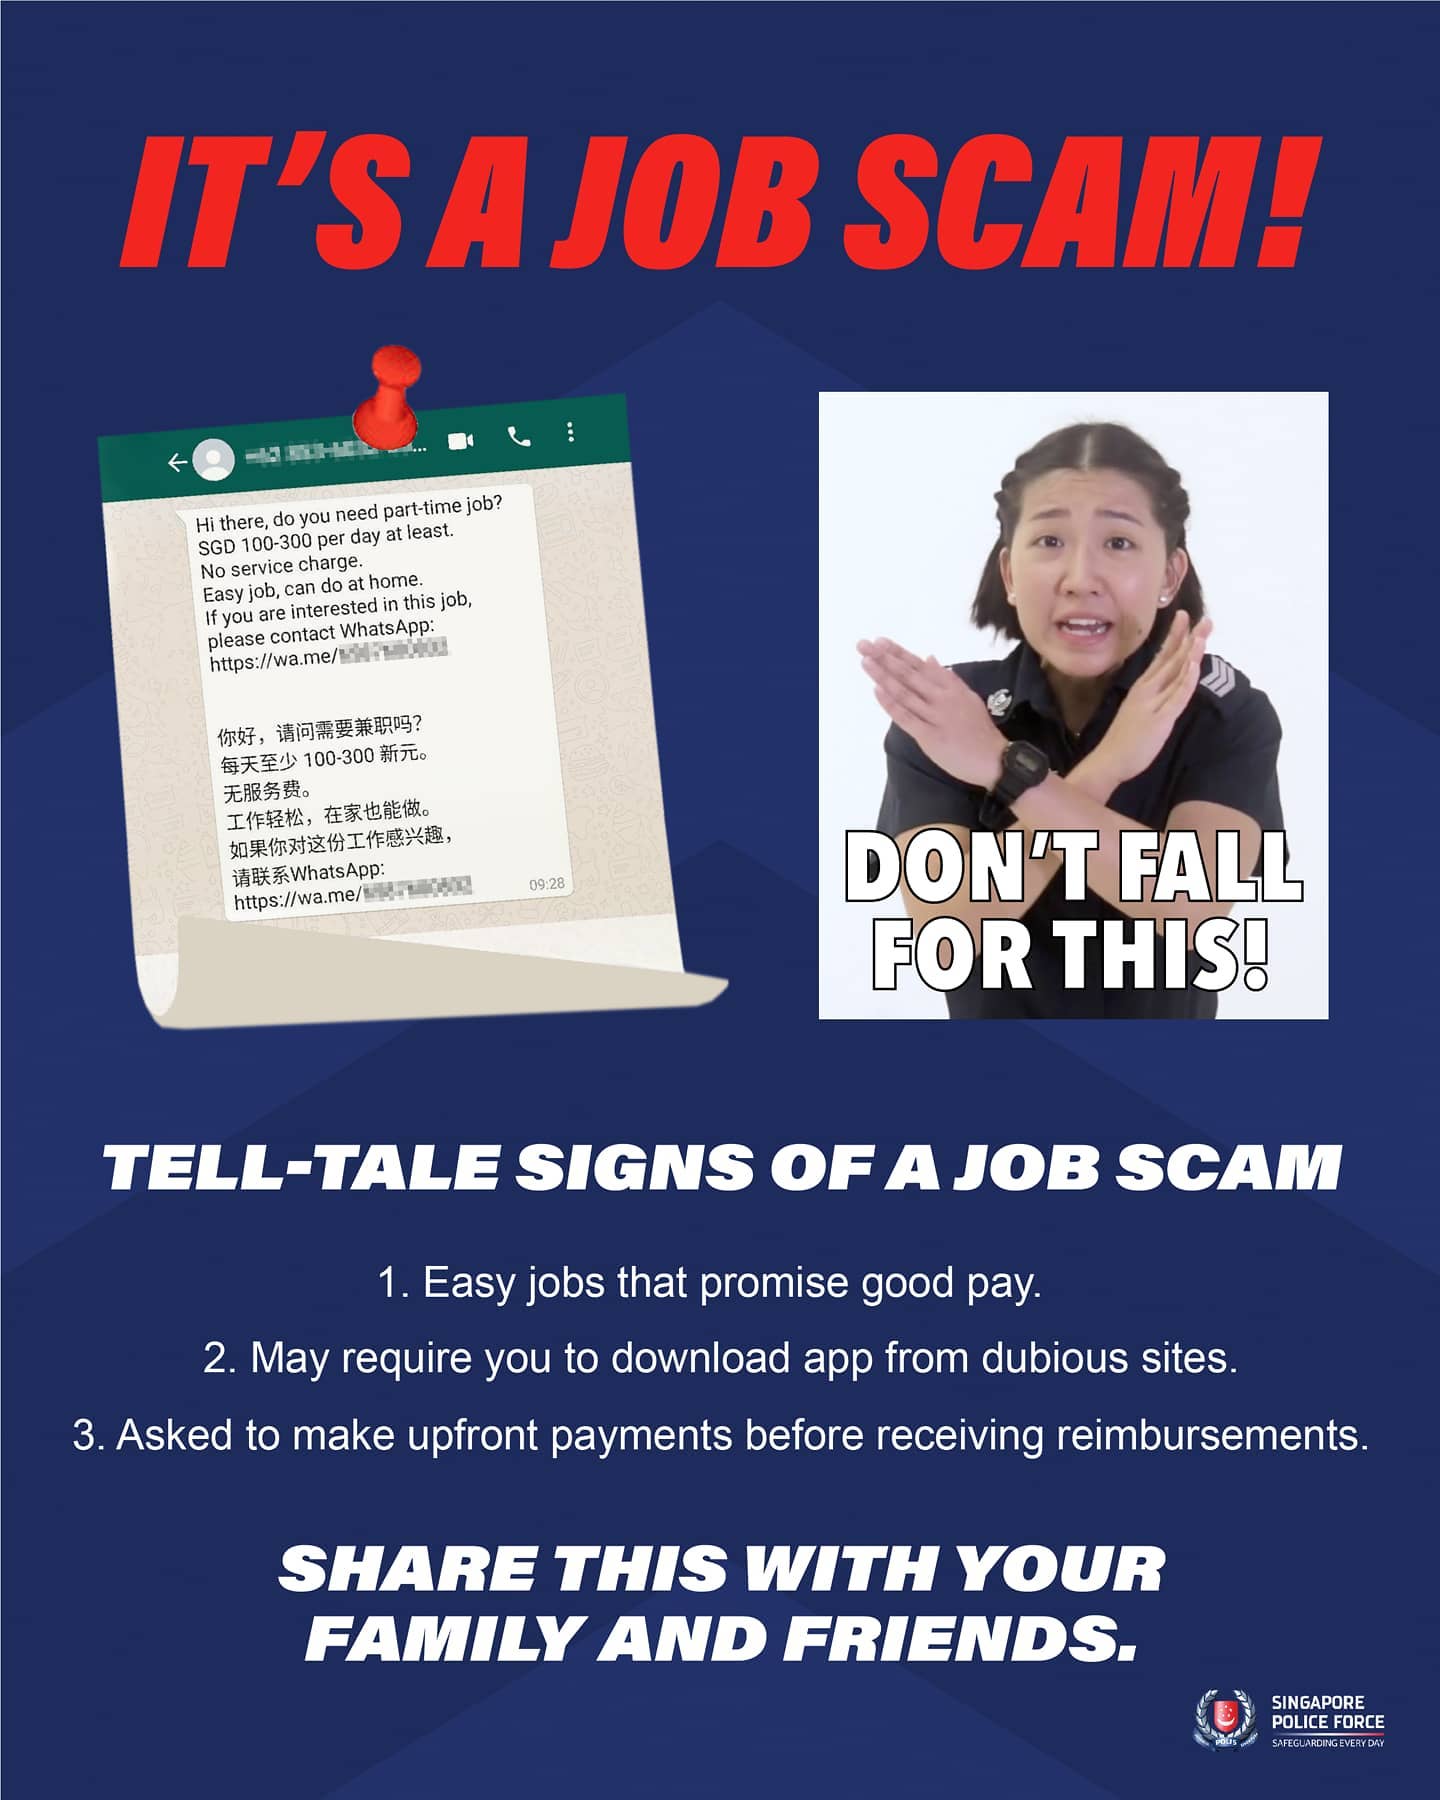 IT'S A JOB SCAM!
Hi there, do you need part-time job?
SGD 100-300 per day at least.
No service charge.
Easy job, can do at home.
If you are interested in this job,
please contact WhatsApp:
https://wa.me/
你好，请问需要兼职吗？
每天至少 100-300 新元。
无服务费。
工作轻松，在家也能做。
如果你对这份工作感兴趣，
请联系WhatsApp:
https://wa.me/
09:28
DON'T FALL
FOR THIS!
TELL-TALE SIGNS OF A JOB SCAM
1. Easy jobs that promise good pay.
2. May require you to download app from dubious sites.
3. Asked to make upfront payments before receiving reimbursements.
SHARE THIS WITH YOUR
FAMILY AND FRIENDS.
SINGAPORE
POLICE FORCE
SAFEGUARDING EVERY DAY